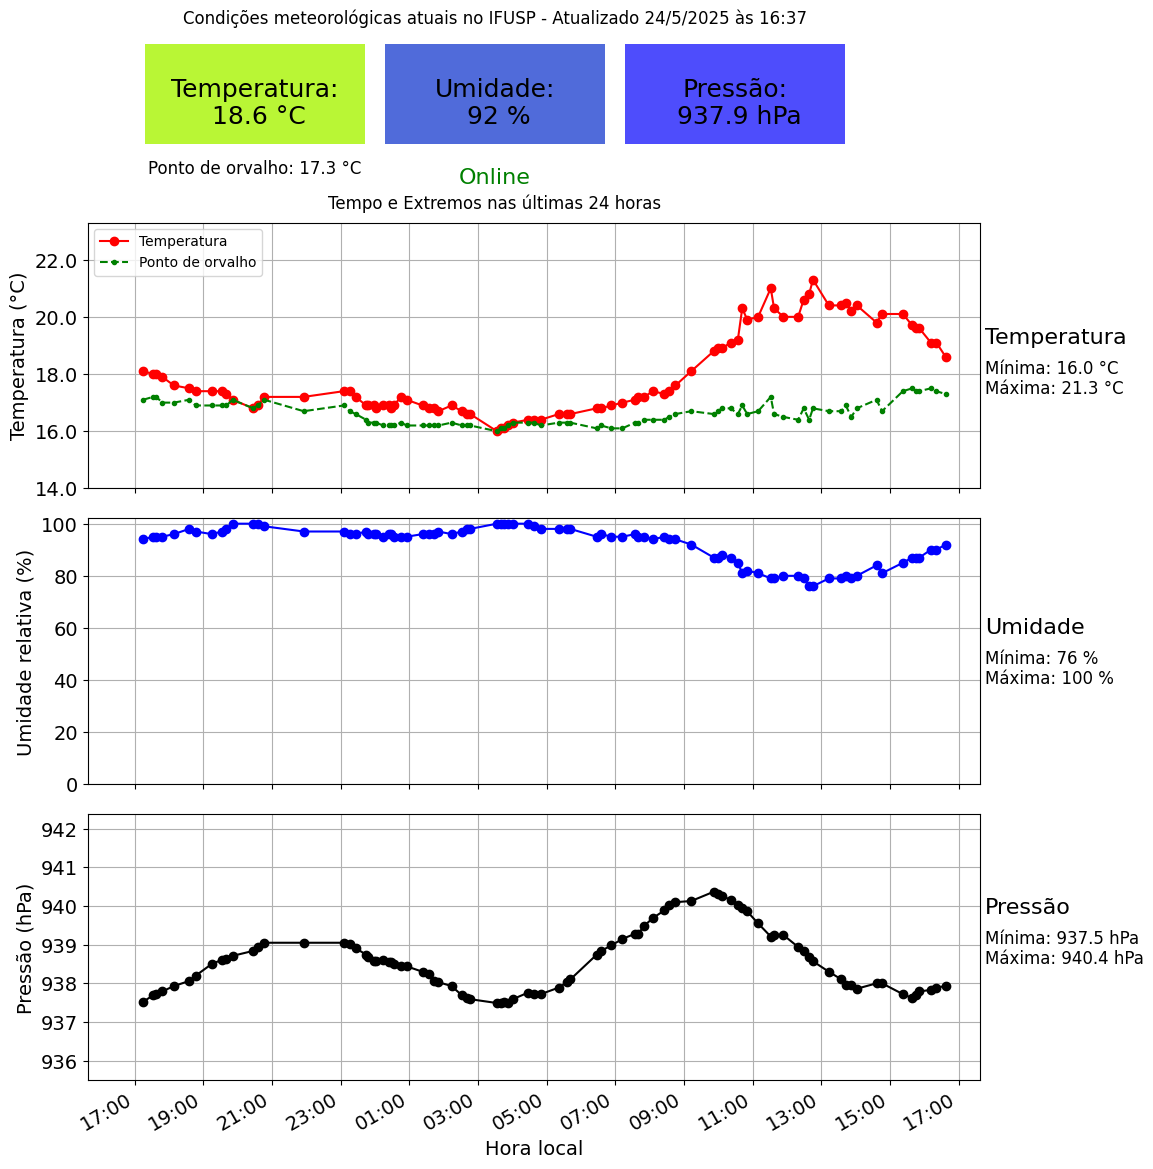 Condições meteorológicas atuais no IFUSP - Atualizado 24/5/2025 às 16:37
Temperatura:
18.6 °C
Umidade:
92 %
Pressão:
937.9 hPa
Ponto de orvalho: 17.3 °C
Online
Tempo e Extremos nas últimas 24 horas
Temperatura
Ponto de orvalho
Temperatura (°C)
22.0
20.0
18.0
16.0
14.0
Temperatura
Mínima: 16.0 °C
Máxima: 21.3 °C
Umidade relativa (%)
100
80
60
40
20
0
Umidade
Mínima: 76 %
Máxima: 100 %
Pressão (hPa)
942
941
940
939
938
937
936
Pressão
Mínima: 937.5 hPa
Máxima: 940.4 hPa
17:00
19:00
21:00
23:00
01:00
03:00
05:00
07:00
09:00
11:00
13:00
15:00
17:00
Hora local